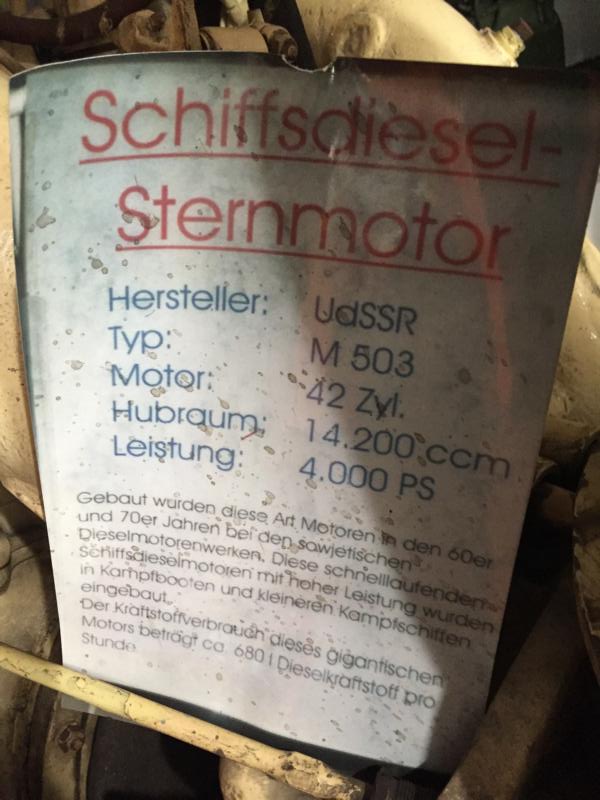 Schiffsdiesel-
Sternmotor
Hersteller: UdSSR
Typ: M 503
Motor: 42 Zyl.
Hubraum: 14.200 ccm
Leistung: 4.000 PS
Gebaut wurden diese Art Motoren in den 60er
und 70er Jahren bei den sowjetischen
Dieselmotorenwerken. Diese schnellaufenden
Schiffsdieselmotoren mit hoher Leistung wurden
in Kampfbooten und kleineren Kampfschiffen
eingebaut.
Der Kraftstoffverbrauch dieses gigantischen
Motors beträgt ca. 680 l Dieselkraftstoff pro
Stunde.